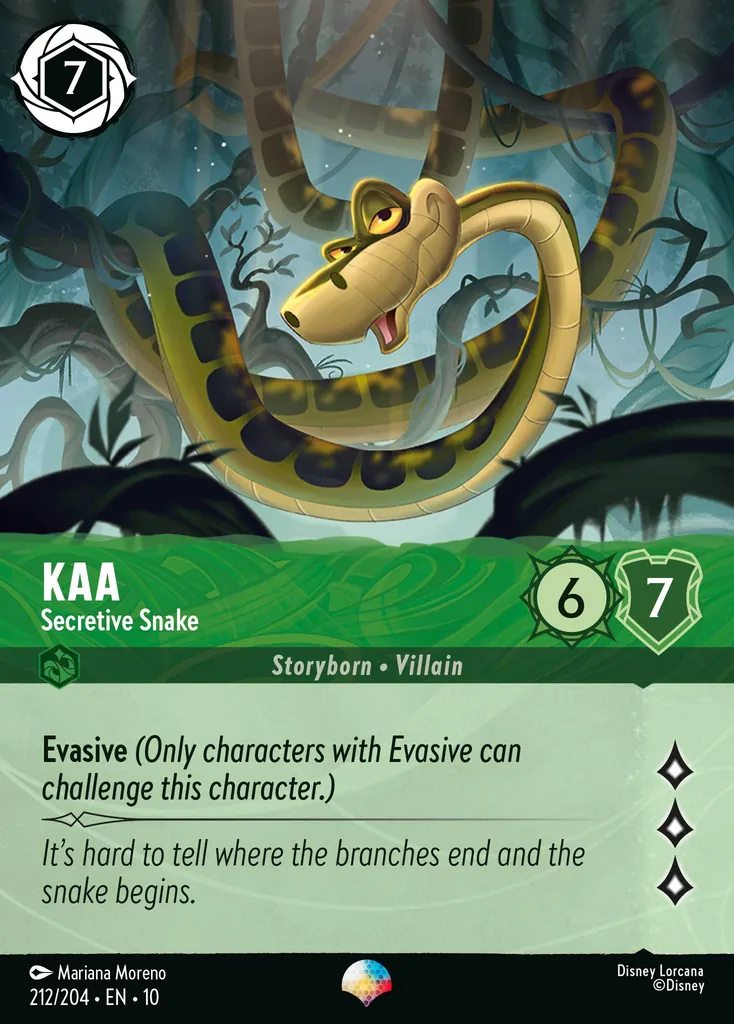 7
KAA
Secretive Snake
6
7
Storyborn • Villain
Evasive (Only characters with Evasive can
challenge this character.)
It's hard to tell where the branches end and the
snake begins.
Mariana Moreno
212/204 • EN • 10
Disney Lorcana
©Disney